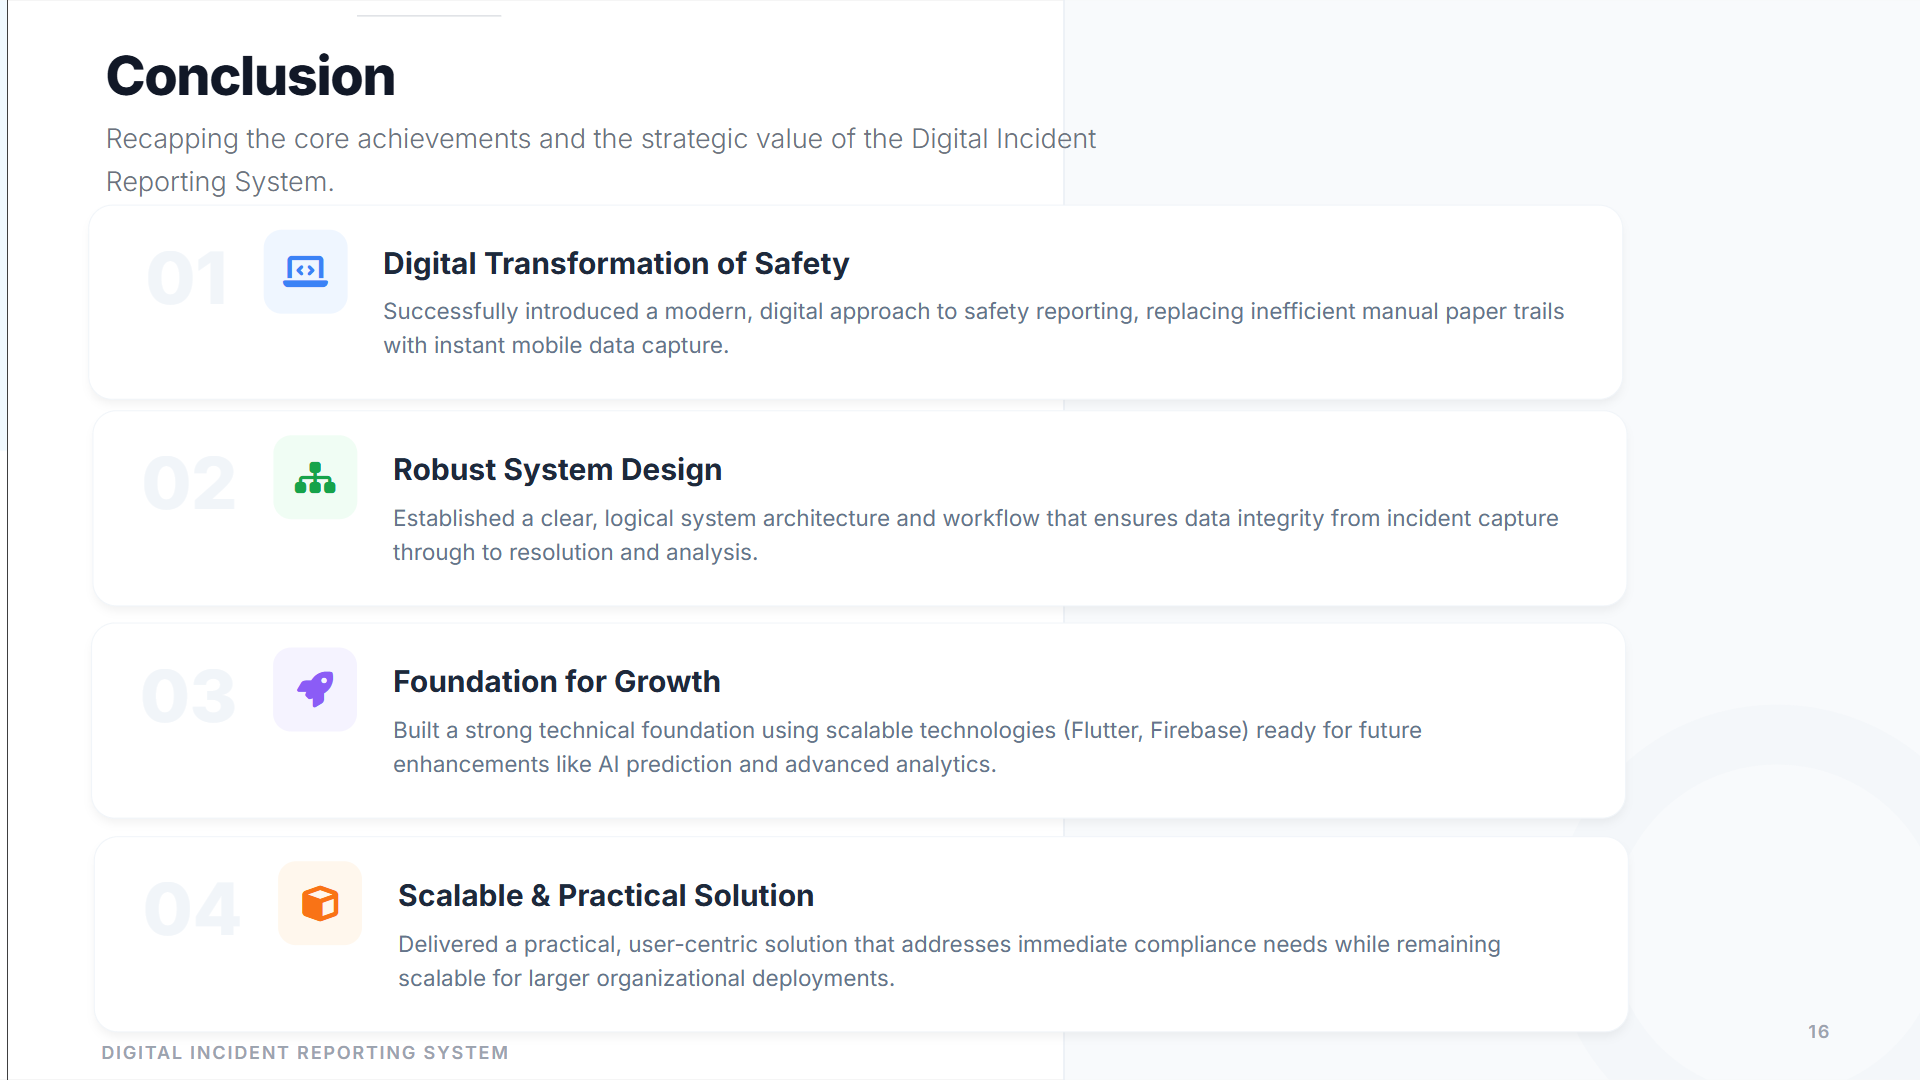 Conclusion
Recapping the core achievements and the strategic value of the Digital Incident
Reporting System.
01
Digital Transformation of Safety
Successfully introduced a modern, digital approach to safety reporting, replacing inefficient manual paper trails
with instant mobile data capture.
02
Robust System Design
Established a clear, logical system architecture and workflow that ensures data integrity from incident capture
through to resolution and analysis.
03
Foundation for Growth
Built a strong technical foundation using scalable technologies (Flutter, Firebase) ready for future
enhancements like AI prediction and advanced analytics.
04
Scalable & Practical Solution
Delivered a practical, user-centric solution that addresses immediate compliance needs while remaining
scalable for larger organizational deployments.
DIGITAL INCIDENT REPORTING SYSTEM
16